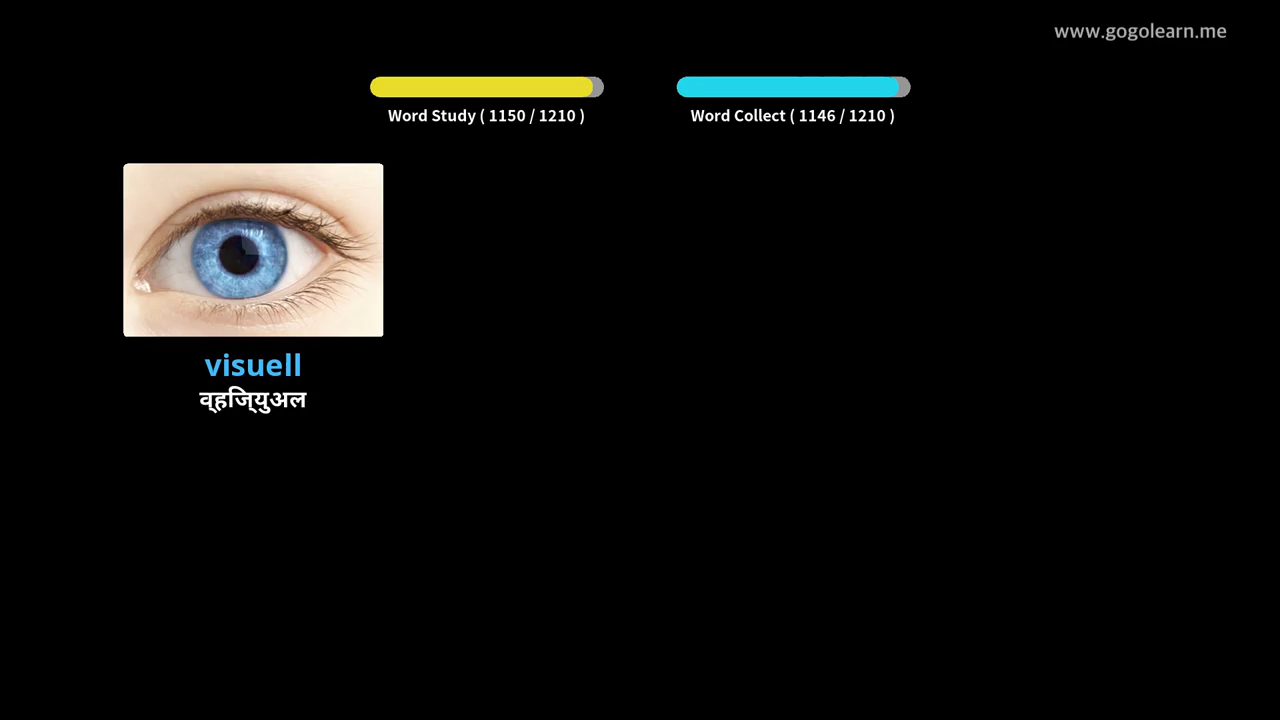 www.gogolearn.me
Word Study ( 1150 / 1210 )
Word Collect ( 1146 / 1210 )
visuell
व्हिज्युअल